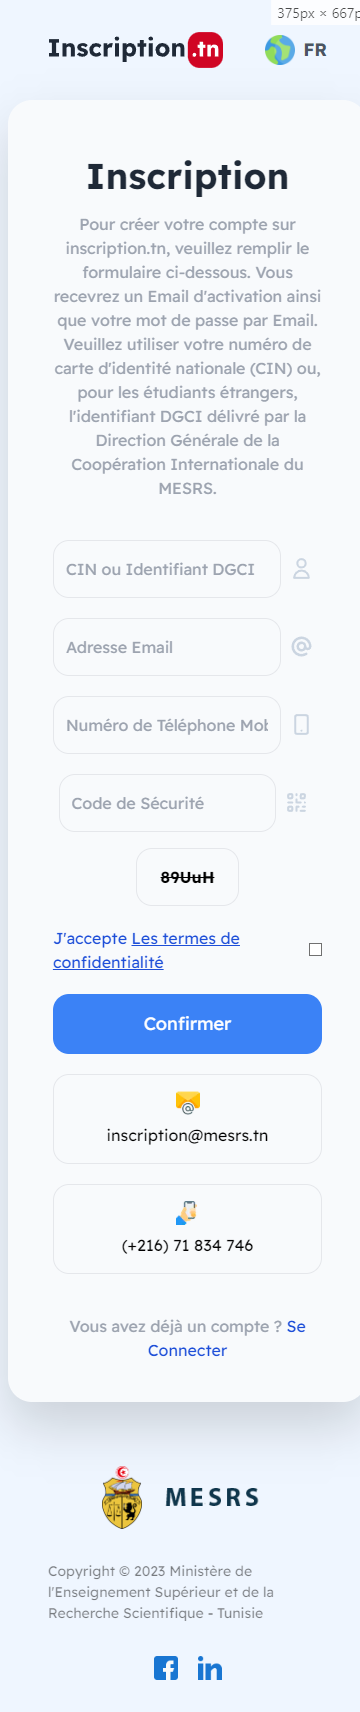 375px × 667p
Inscription.tn
FR
Inscription
Pour créer votre compte sur
inscription.tn, veuillez remplir le
formulaire ci-dessous. Vous
recevrez un Email d'activation ainsi
que votre mot de passe par Email.
Veuillez utiliser votre numéro de
carte d'identité nationale (CIN) ou,
pour les étudiants étrangers,
l'identifiant DGCI délivré par la
Direction Générale de la
Coopération Internationale du
MESRS.
CIN ou Identifiant DGCI
Adresse Email
Numéro de Téléphone Mob
Code de Sécurité
89UuH
J'accepte Les termes de
confidentialité
Confirmer
inscription@mesrs.tn
(+216) 71 834 746
Vous avez déjà un compte ? Se
Connecter
MESRS
Copyright © 2023 Ministère de
l'Enseignement Supérieur et de la
Recherche Scientifique - Tunisie